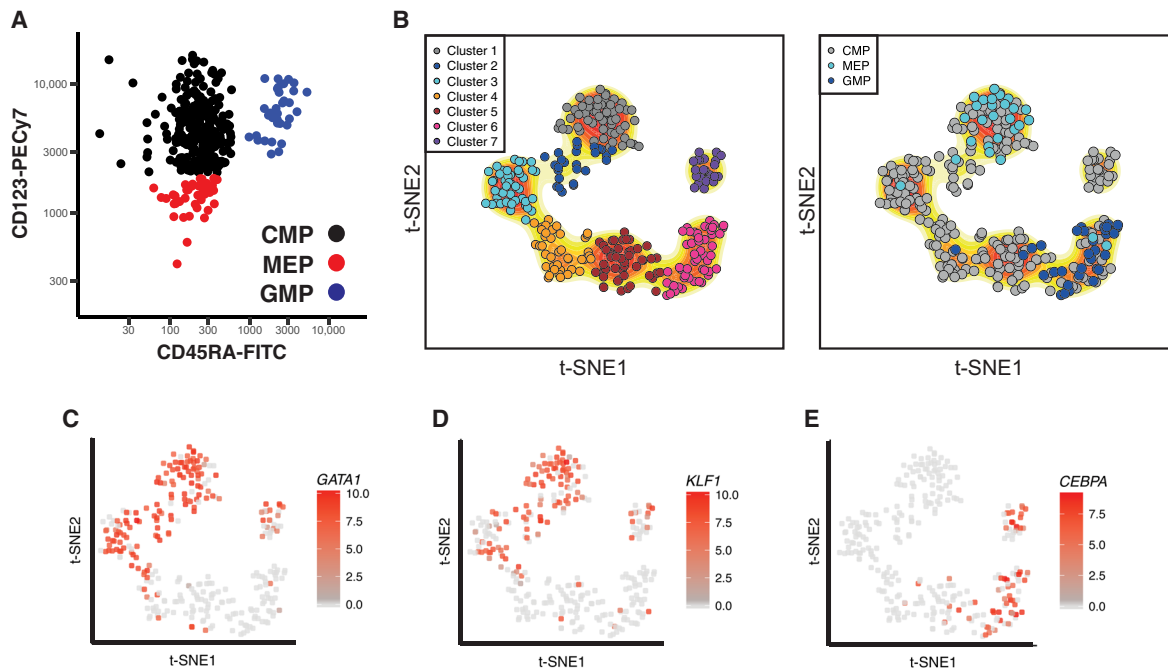 A
CD123-PECy7
10,000
3000
1000
300
CMP
MEP
GMP
30
100
300
1000
3000
10,000
CD45RA-FITC
B
Cluster 1
Cluster 2
Cluster 3
Cluster 4
Cluster 5
Cluster 6
Cluster 7
t-SNE2
t-SNE1
CMP
MEP
GMP
t-SNE2
t-SNE1
C
GATA1
10.0
7.5
5.0
2.5
0.0
t-SNE2
t-SNE1
D
KLF1
10.0
7.5
5.0
2.5
0.0
t-SNE2
t-SNE1
E
CEBPA
7.5
5.0
2.5
0.0
t-SNE2
t-SNE1